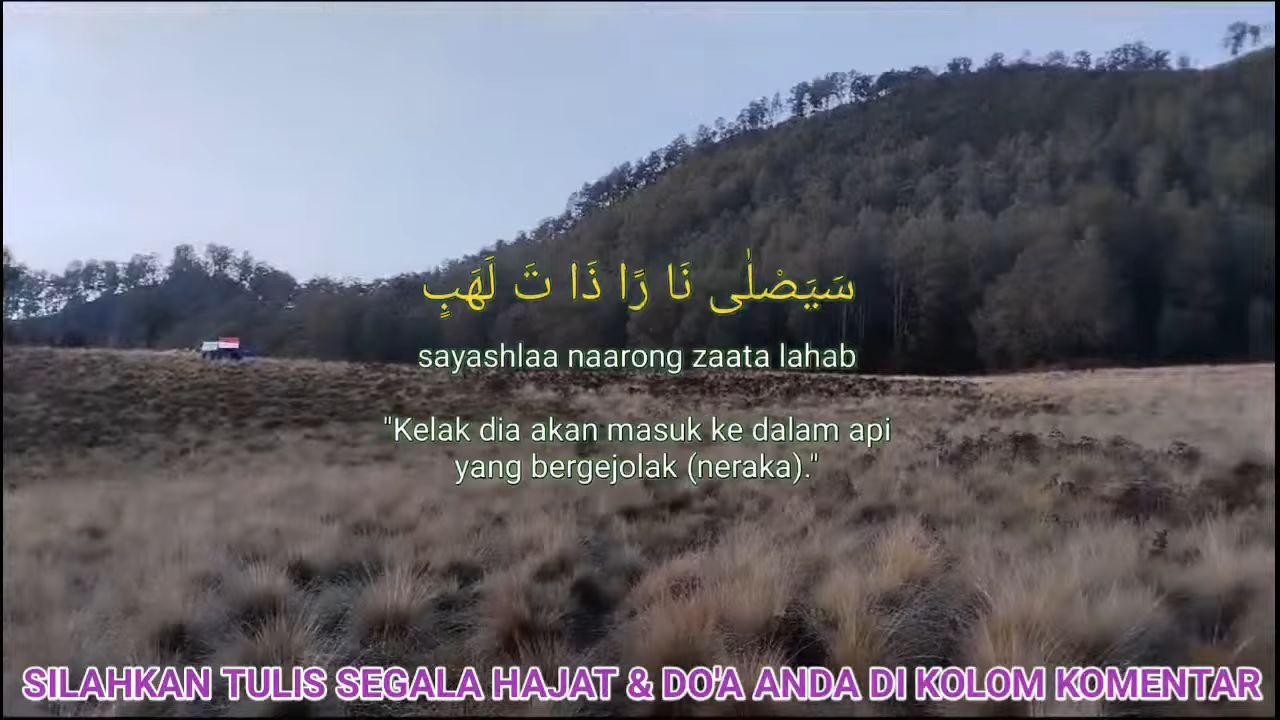 سَيَصْلٰى نَا رًا ذَا تَ لَهَبٍ
sayashlaa naarong zaata lahab
"Kelak dia akan masuk ke dalam api
yang bergejolak (neraka)."
SILAHKAN TULIS SEGALA HAJAT & DO'A ANDA DI KOLOM KOMENTAR